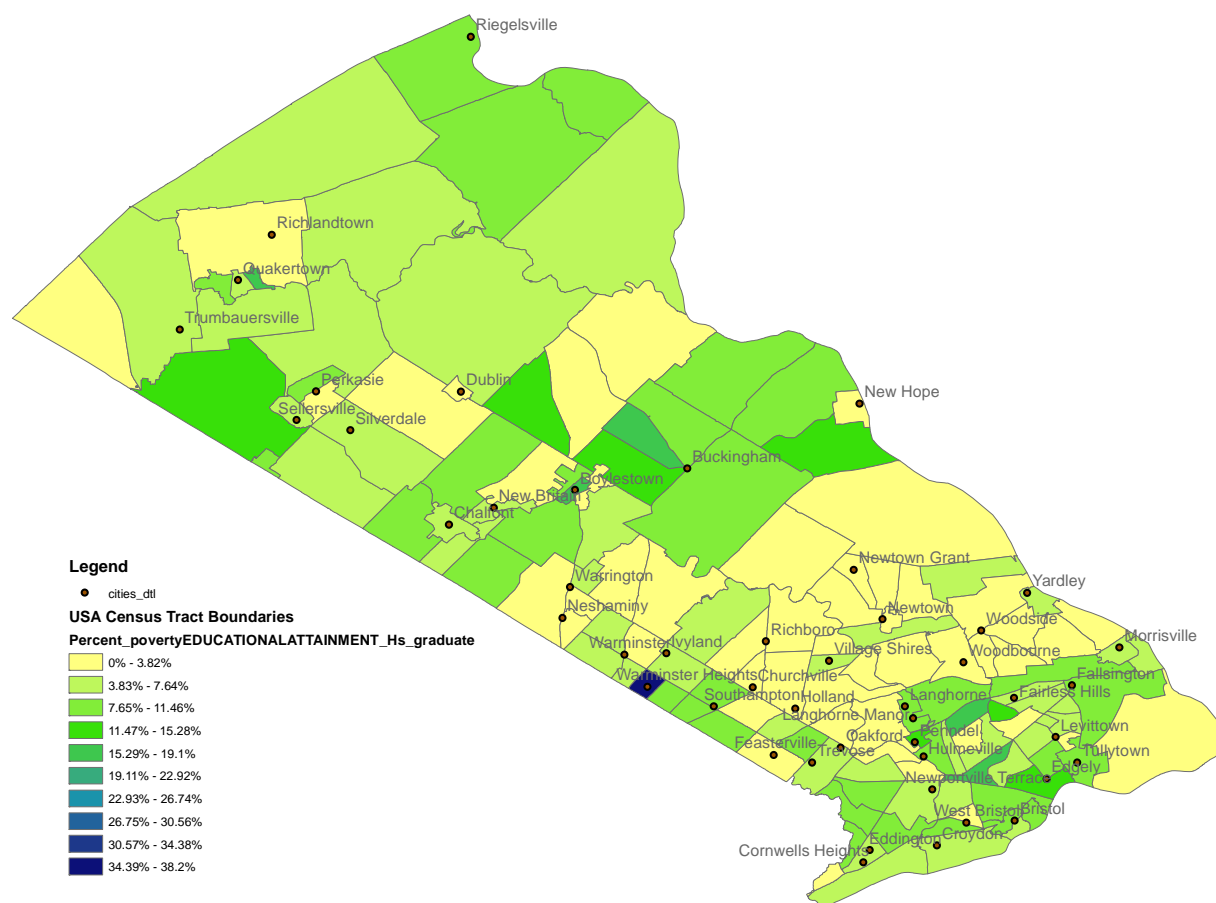 Riegelsville
Richlandtown
Quakertown
Trumbauersville
Perkasie
Dublin
New Hope
Sellersville
Silverdale
Buckingham
Doylestown
New Britain
Chalfont
Newtown Grant
Warrington
Yardley
Neshaminy
Newtown
Woodside
Richboro
Morrisville
Warminster
Ivyland
Village Shires
Woodbourne
Warminster Heights
Churchville
Fallsington
Southampton
Holland
Langhorne
Fairless Hills
Langhorne Manor
Penndel
Levittown
Feasterville
Trevose
Oakford
Hulmeville
Tullytown
Newportville Terrace
Edgely
West Bristol
Bristol
Eddington
Croydon
Cornwells Heights
Legend
cities_dtl
USA Census Tract Boundaries
Percent_povertyEDUCATIONALATTAINMENT_Hs_graduate
0% - 3.82%
3.83% - 7.64%
7.65% - 11.46%
11.47% - 15.28%
15.29% - 19.1%
19.11% - 22.92%
22.93% - 26.74%
26.75% - 30.56%
30.57% - 34.38%
34.39% - 38.2%